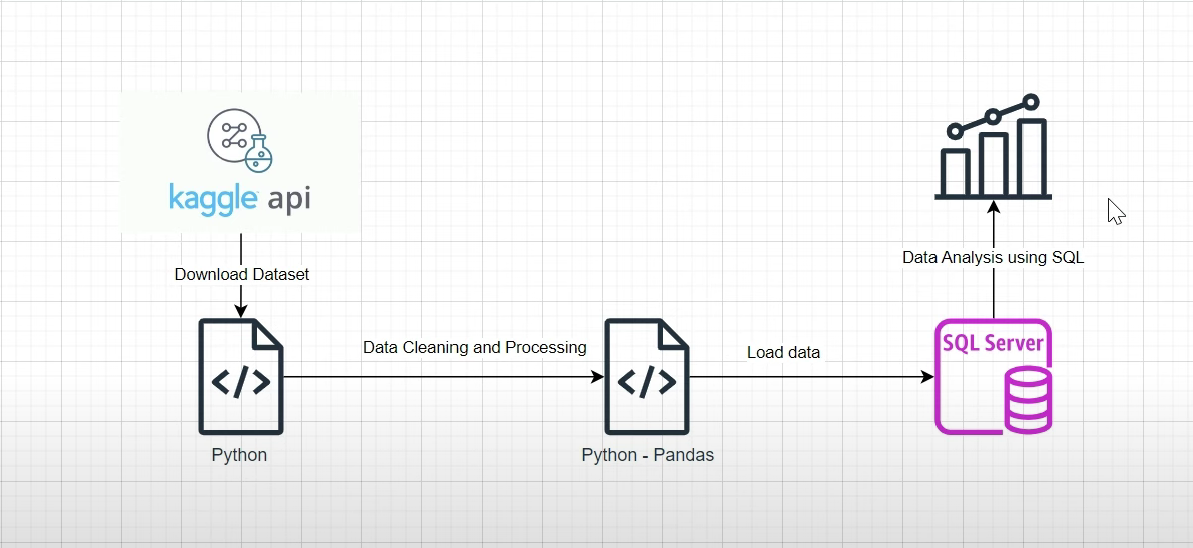 kaggle api
Download Dataset
Python
Data Cleaning and Processing
Python - Pandas
Load data
SQL Server
Data Analysis using SQL